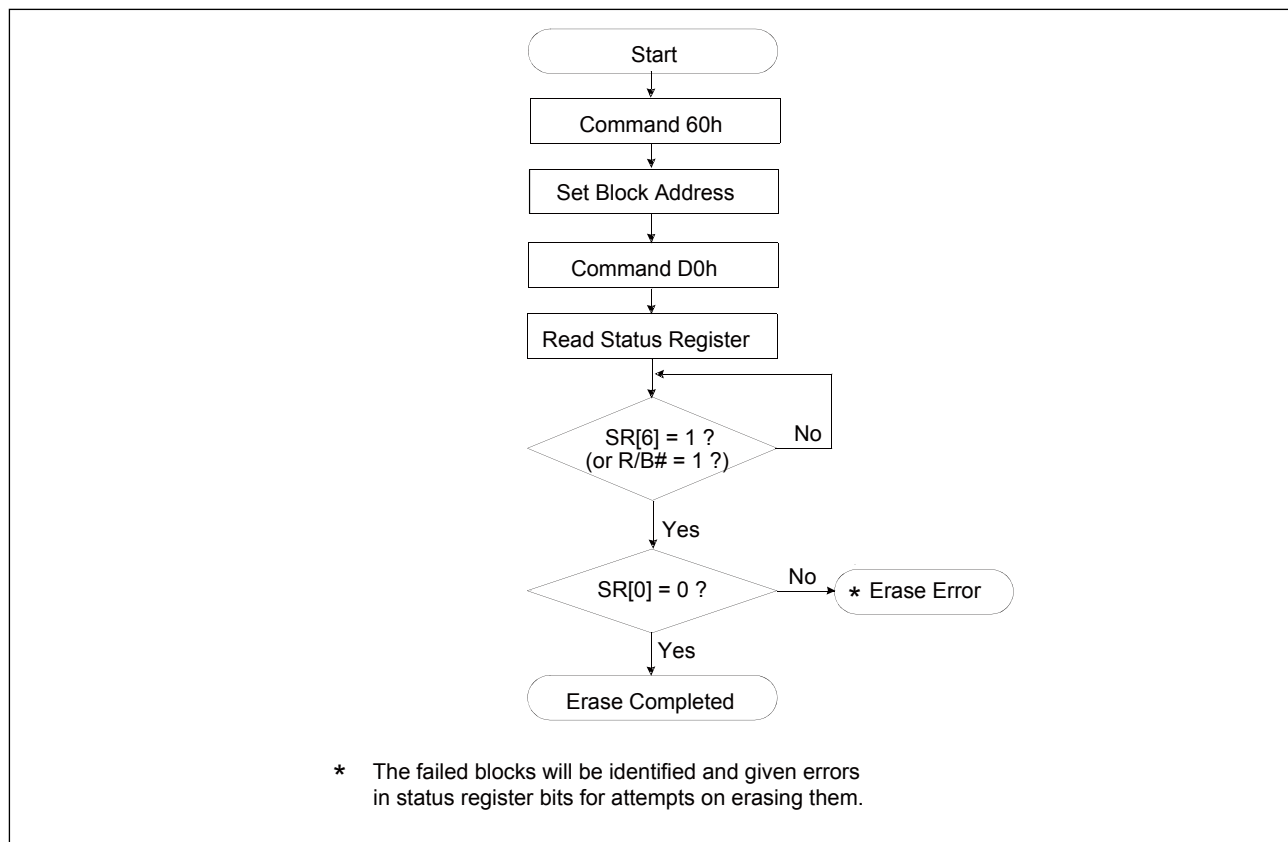 Start
Command 60h
Set Block Address
Command D0h
Read Status Register
SR[6] = 1 ?
(or R/B# = 1 ?)
No
Yes
SR[0] = 0 ?
No
* Erase Error
Yes
Erase Completed
* The failed blocks will be identified and given errors
in status register bits for attempts on erasing them.